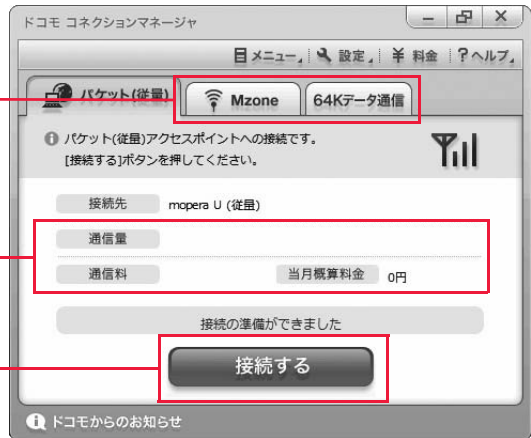 ドコモ コネクションマネージャ
メニュー 設定 ¥ 料金 ? ヘルプ
パケット(従量) Mzone 64Kデータ通信
パケット(従量)アクセスポイントへの接続です。
[接続する]ボタンを押してください。
接続先 mopera U (従量)
通信量
通信料 当月概算料金 0円
接続の準備ができました
接続する
ドコモからのお知らせ